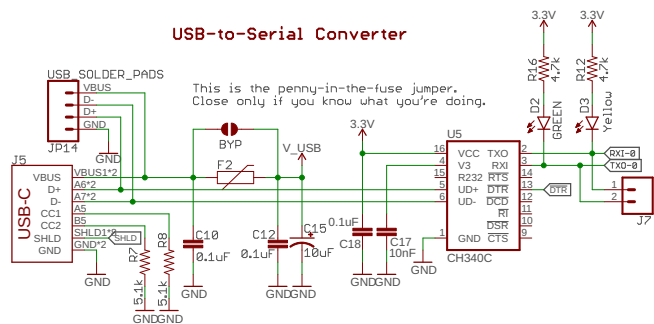 USB-to-Serial Converter
3.3V
3.3V
USB_SOLDER_PADS
VBUS
D-
D+
GND
JP14
GND
This is the penny-in-the-fuse jumper.
Close only if you know what you're doing.
R16
4.7k
R12
4.7k
D2
GREEN
D3
Yellow
BYP
3.3V
U5
J5
USB-C
VBUS VBUS1*2
D+ A6*2
D- A7*2
CC1 A5
CC2 B5
SHLD SHLD1*2
GND GND*2
SHLD
F2
V_USB
16 VCC TXO 2
4 V3 RXI 3
15 R232 RTS 14
5 UD+ DTR 13
6 UD- DCD 12
RI 11
DSR 10
1 GND CTS 9
CH340C
RXI-0
TXO-0
DTR
1
2
J7
R7
5.1k
R8
5.1k
C10
0.1uF
C12
0.1uF
C15
+
10uF
0.1uF
C18
C17
10nF
GND
GND
GND
GND
GND
GND
GND
GND
GND
GND